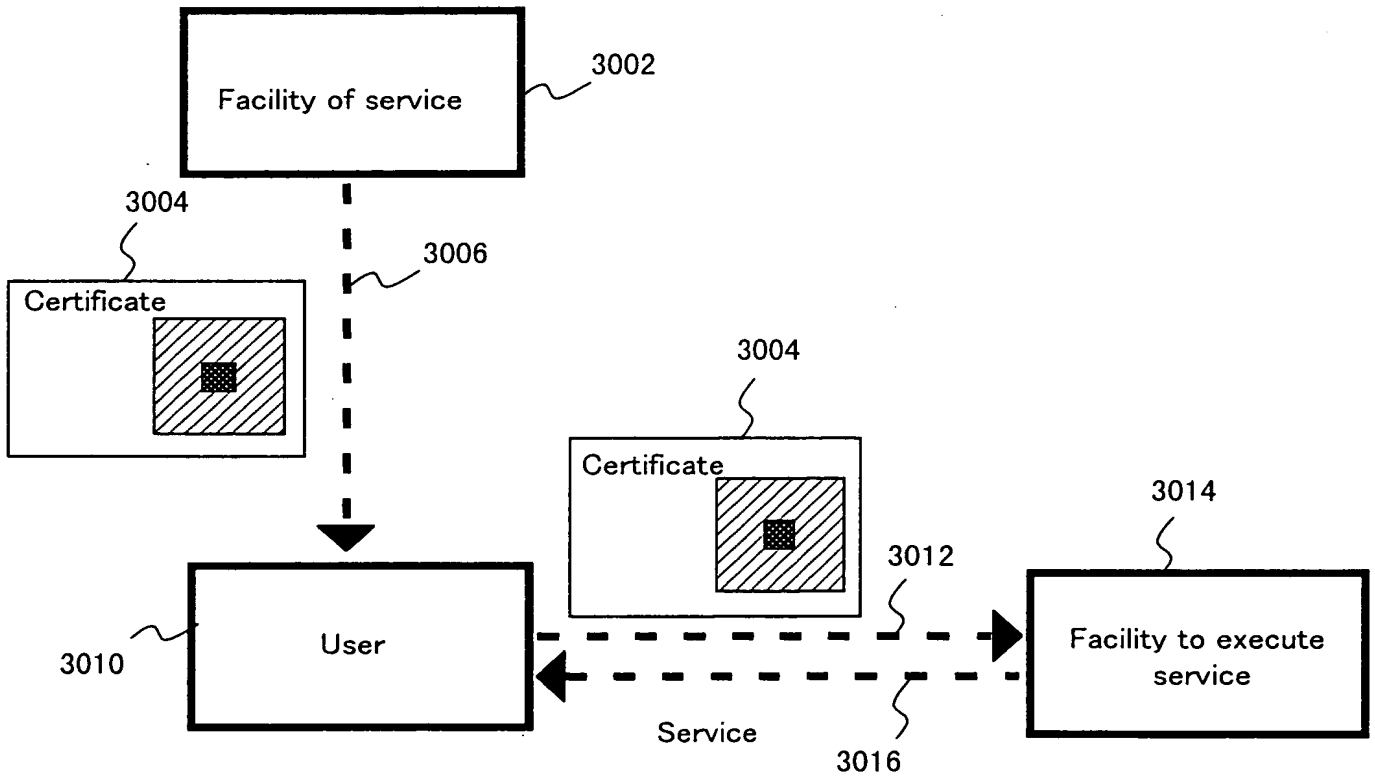 Facility of service
3002
3004
3006
Certificate
3004
Certificate
3014
3012
User
Facility to execute
service
3010
Service
3016